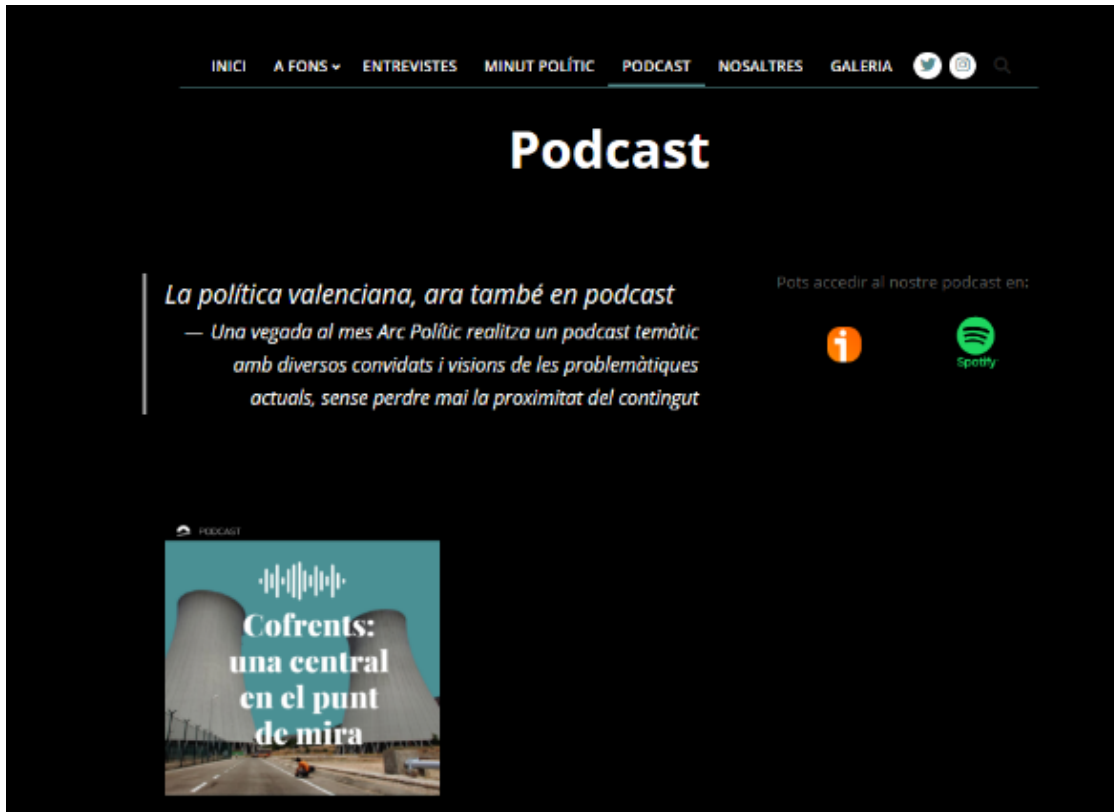 INICI A FONS ENTREVISTES MINUT POLÍTIC PODCAST NOSALTRES GALERIA
Podcast
La política valenciana, ara també en podcast
— Una vegada al mes Arc Polític realitza un podcast temàtic
amb diversos convidats i visions de les problemàtiques
actuals, sense perdre mai la proximitat del contingut
Pots accedir al nostre podcast en:
Spotify
PODCAST
Cofrents:
una central
en el punt
de mira